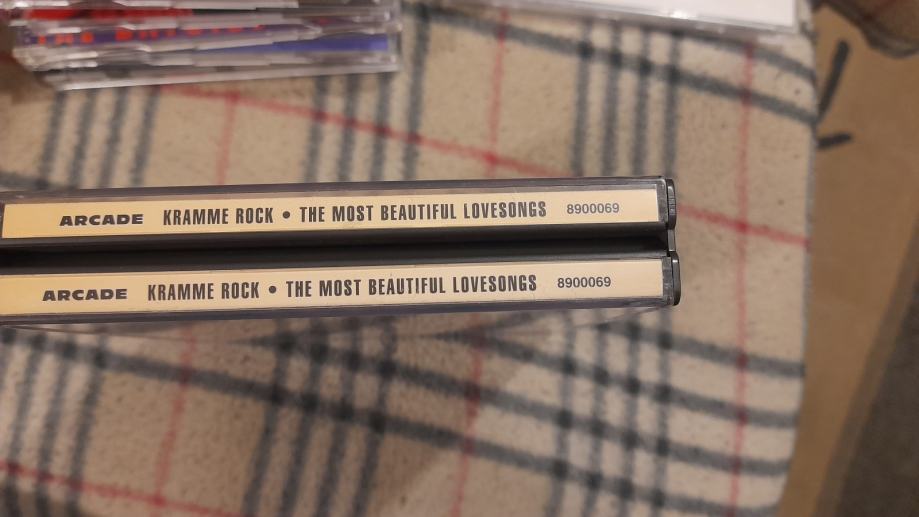 ARCADE KRAMME ROCK • THE MOST BEAUTIFUL LOVESONGS 8900069
ARCADE KRAMME ROCK • THE MOST BEAUTIFUL LOVESONGS 8900069